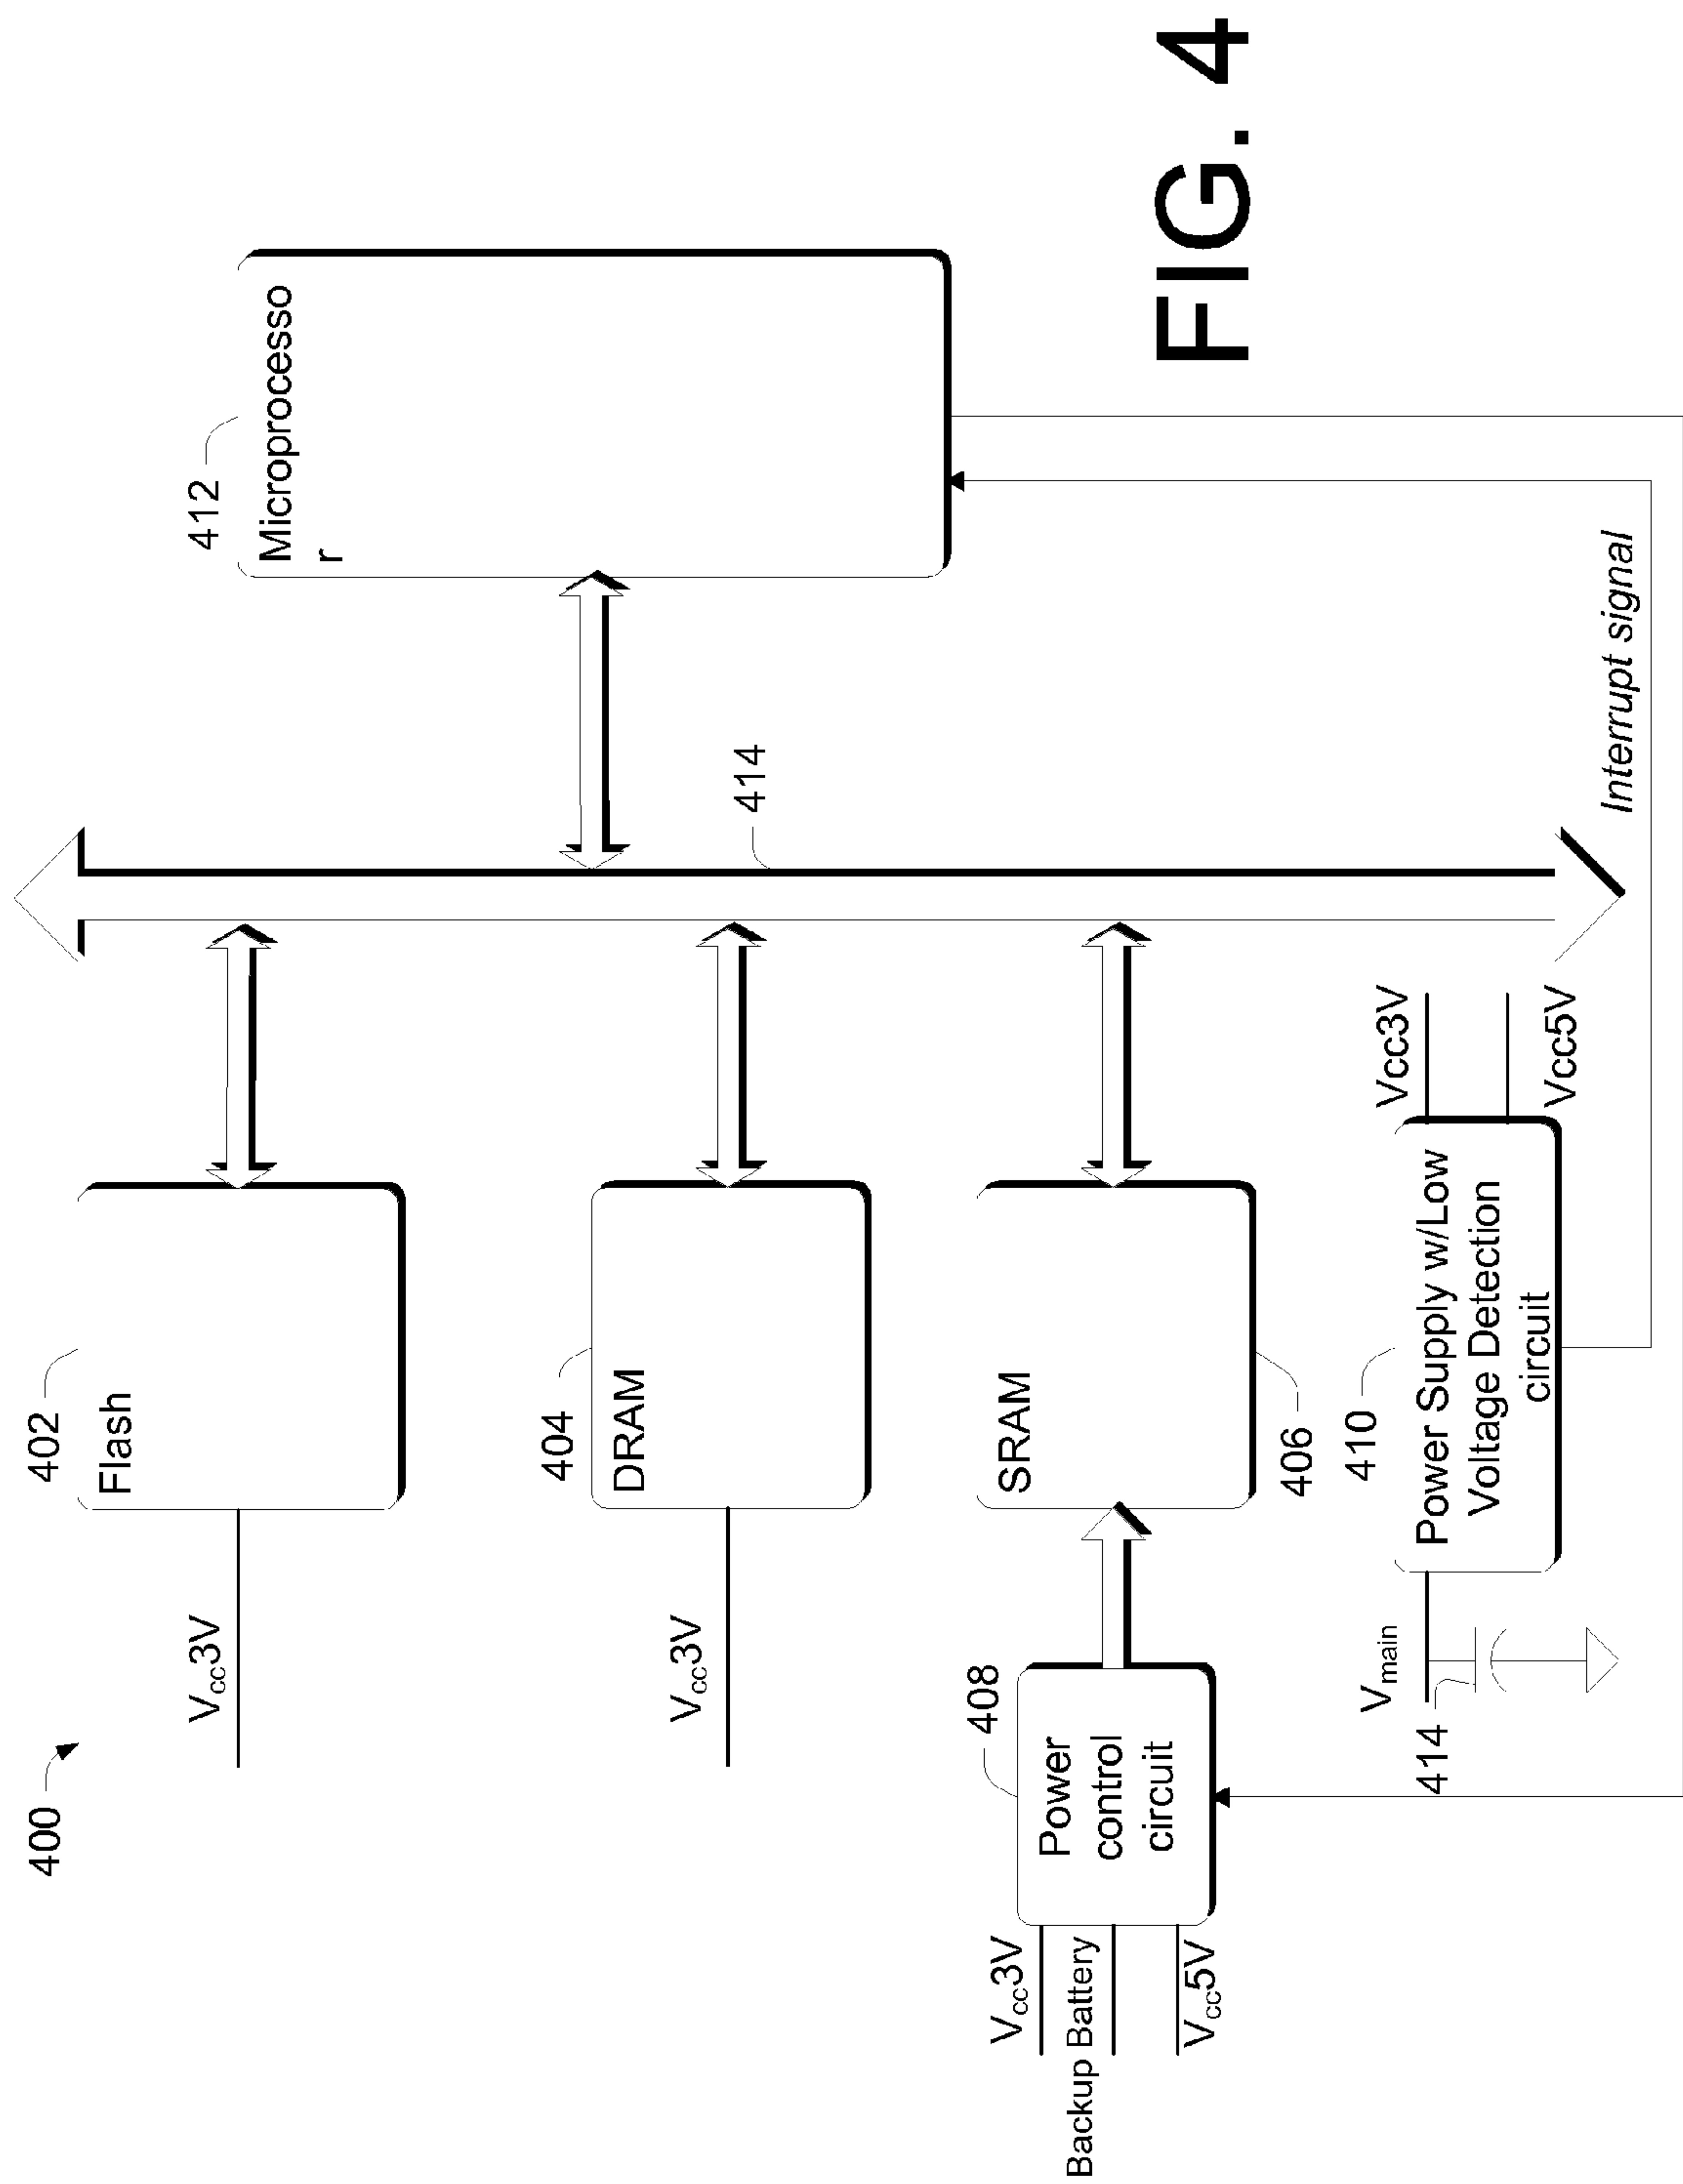 400
402
Flash
V_cc3V
404
DRAM
V_cc3V
408
Power
control
circuit
V_cc3V
Backup Battery
V_cc5V
SRAM
406
410
Power Supply w/Low
Voltage Detection
circuit
V_main
414
Vcc3V
Vcc5V
414
412
Microprocesso
r
Interrupt signal
FIG. 4